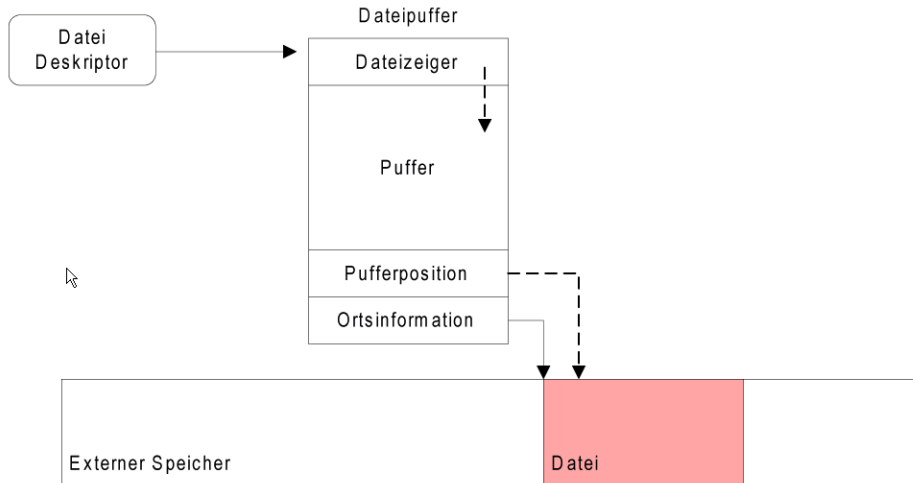 Dateipuffer
Datei
Deskriptor
Dateizeiger
Puffer
Pufferposition
Ortsinformation
Externer Speicher
Datei